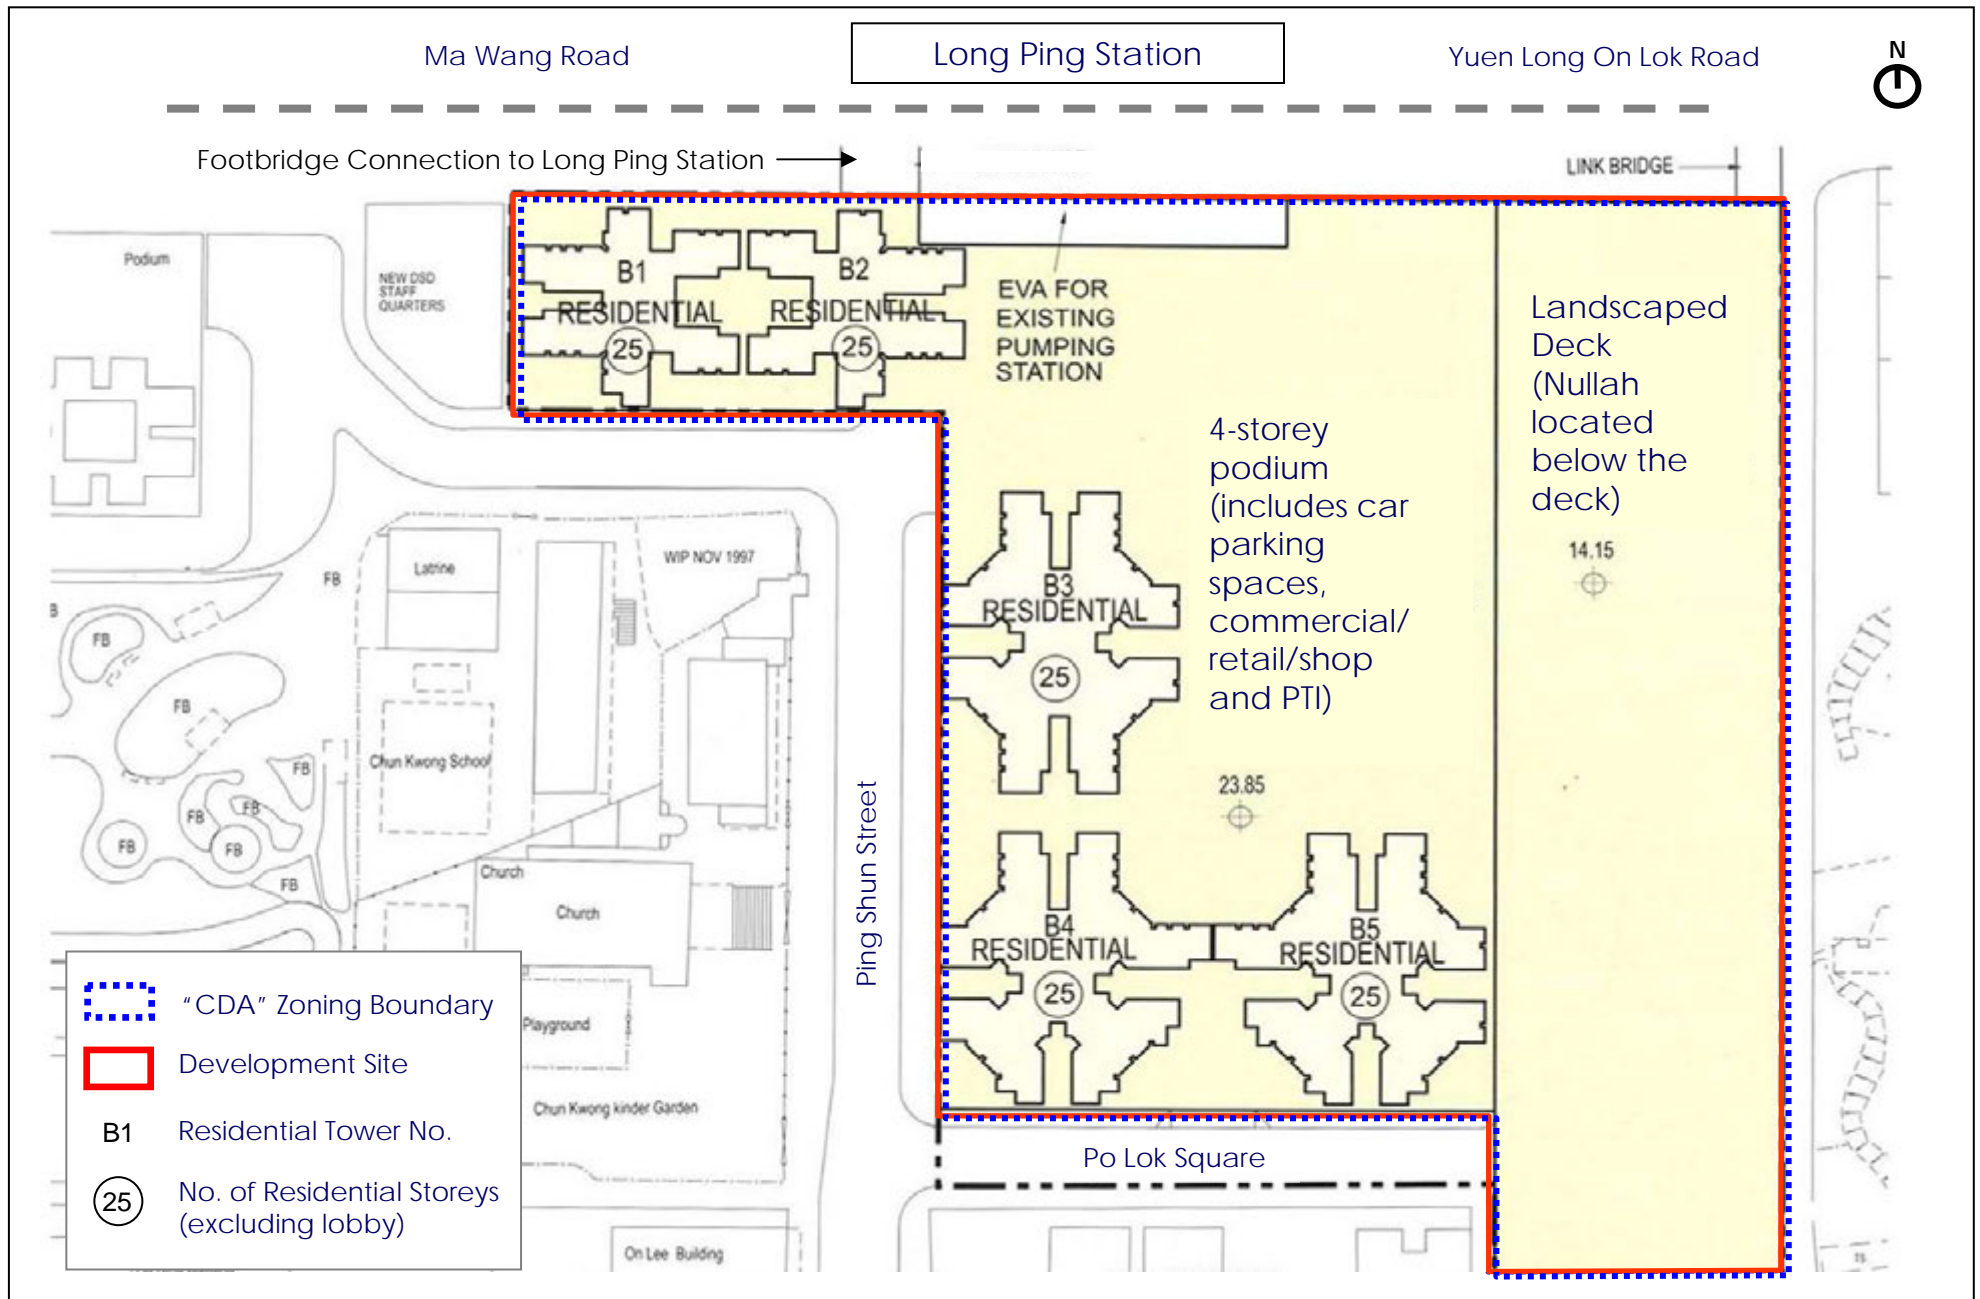 Ma Wang Road
Long Ping Station
Yuen Long On Lok Road
N
Footbridge Connection to Long Ping Station
LINK BRIDGE
Podium
NEW DSD
STAFF
QUARTERS
B1
RESIDENTIAL
25
B2
RESIDENTIAL
25
EVA FOR
EXISTING
PUMPING
STATION
Landscaped
Deck
(Nullah
located
below the
deck)
14.15
4-storey
podium
(includes car
parking
spaces,
commercial/
retail/shop
and PTI)
23.85
B3
RESIDENTIAL
25
B4
RESIDENTIAL
25
B5
RESIDENTIAL
25
Latrine
WIP NOV 1997
FB
B
FB
FB
FB
FB
FB
FB
FB
FB
Chun Kwong School
Church
Church
Playground
Chun Kwong kinder Garden
On Lee Building
Ping Shun Street
Po Lok Square
"CDA" Zoning Boundary
Development Site
B1
Residential Tower No.
25
No. of Residential Storeys
(excluding lobby)